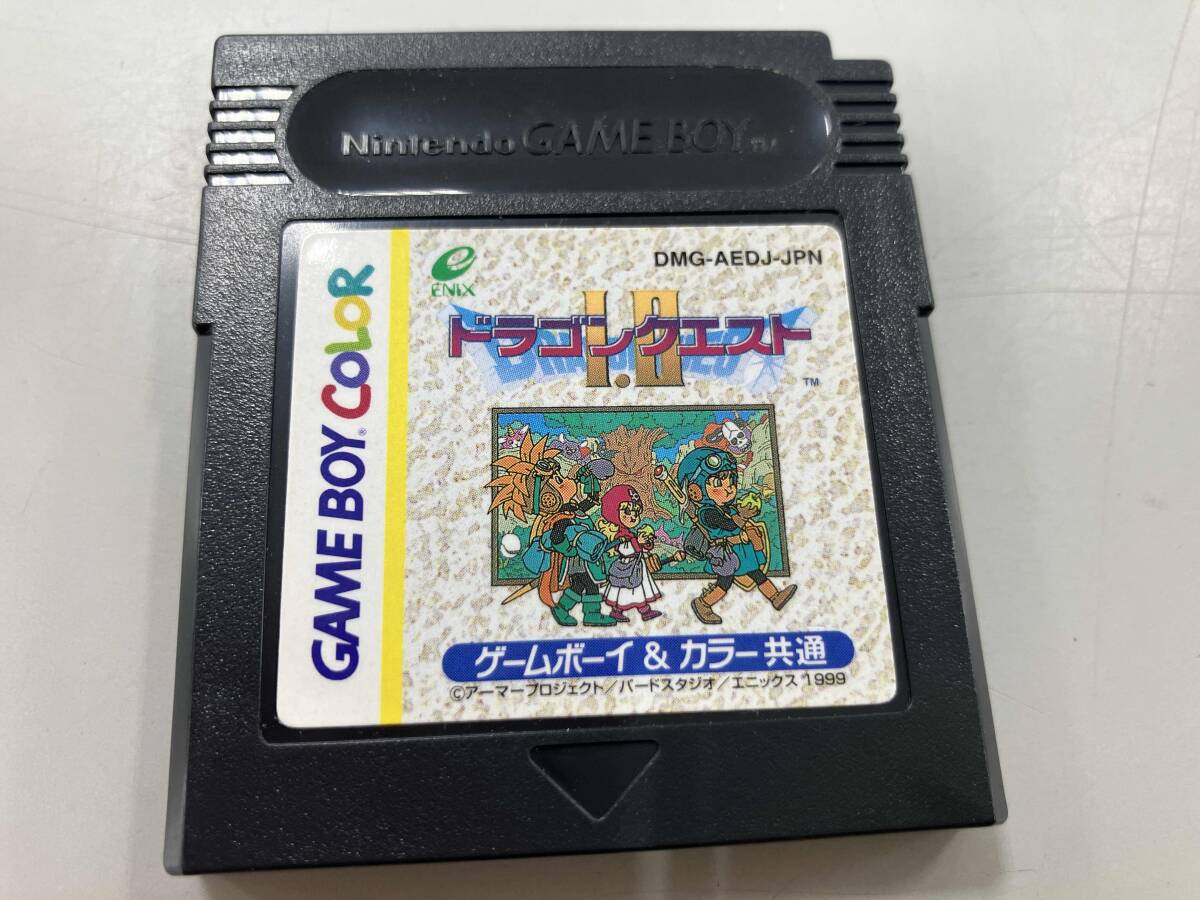 Nintendo GAME BOY TM
GAME BOY® COLOR
ENIX
DMG-AEDJ-JPN
ドラゴンクエスト
I・II
TM
ゲームボーイ & カラー共通
©アーマープロジェクト/バードスタジオ/エニックス 1999